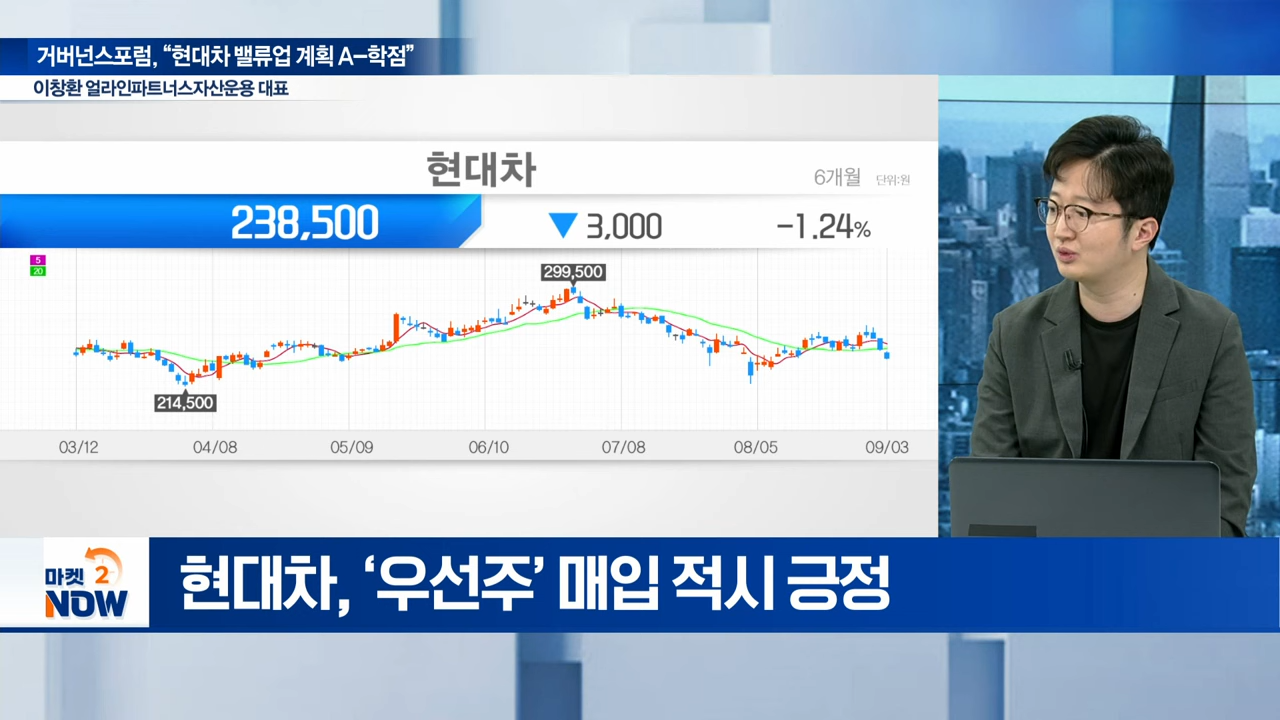 거버넌스포럼, “현대차 밸류업 계획 A-학점”
이창환 얼라인파트너스자산운용 대표
현대차
6개월 단위:원
238,500 ▼ 3,000 -1.24%
5
20
299,500
214,500
03/12 04/08 05/09 06/10 07/08 08/05 09/03
마켓 2
NOW
현대차, ‘우선주’ 매입 적시 긍정